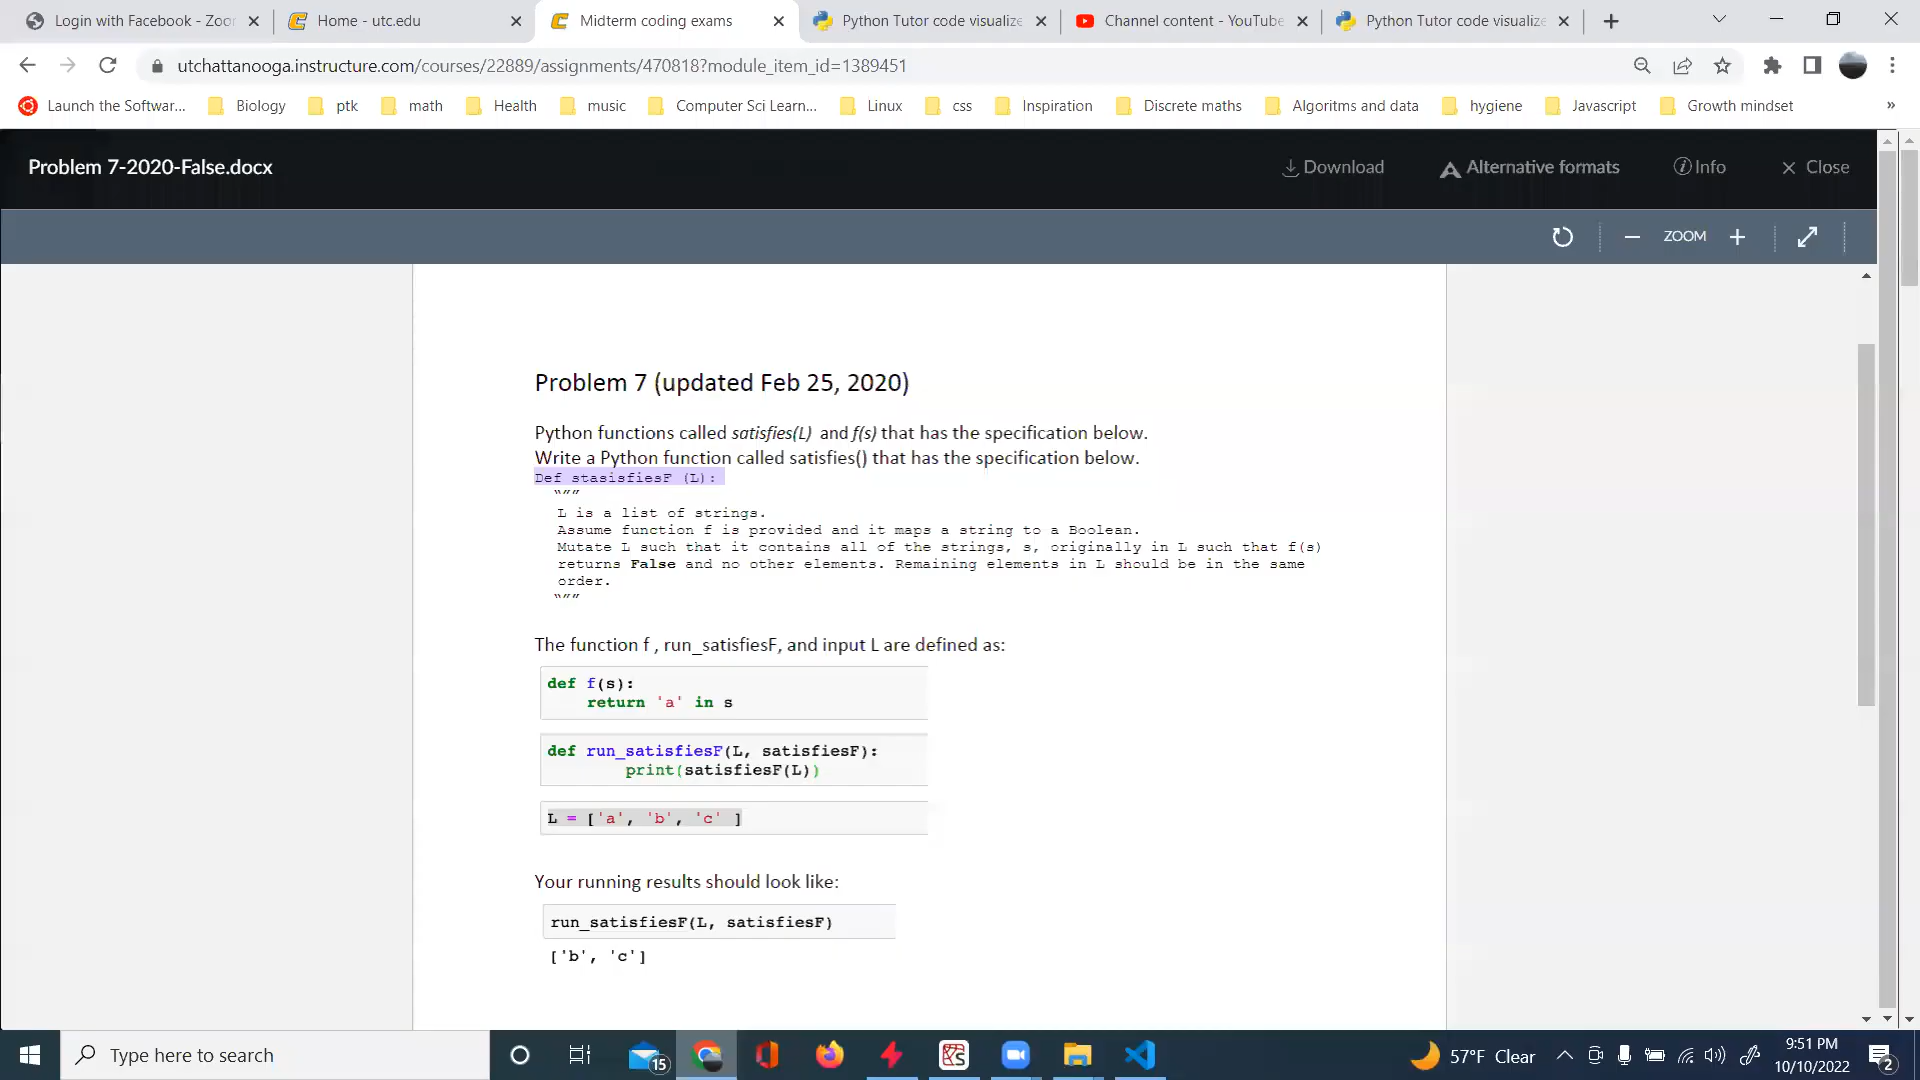 Login with Facebook - Zoor
Home - utc.edu
Midterm coding exams
Python Tutor code visualize
Channel content - YouTube
Python Tutor code visualize
utchattanooga.instructure.com/courses/22889/assignments/470818?module_item_id=1389451
Launch the Softwar...
Biology
ptk
math
Health
music
Computer Sci Learn...
Linux
css
Inspiration
Discrete maths
Algoritms and data
hygiene
Javascript
Growth mindset
»
Problem 7-2020-False.docx
Download
Alternative formats
Info
Close
ZOOM
Problem 7 (updated Feb 25, 2020)
Python functions called satisfies(L) and f(s) that has the specification below.
Write a Python function called satisfies() that has the specification below.
Def stasisfiesF (L):
"""
L is a list of strings.
Assume function f is provided and it maps a string to a Boolean.
Mutate L such that it contains all of the strings, s, originally in L such that f(s)
returns False and no other elements. Remaining elements in L should be in the same
order.
"""
The function f , run_satisfiesF, and input L are defined as:
def f(s):
return 'a' in s
def run_satisfiesF(L, satisfiesF):
print(satisfiesF(L))
L = ['a', 'b', 'c' ]
Your running results should look like:
run_satisfiesF(L, satisfiesF)
['b', 'c']
Type here to search
15
57°F Clear
9:51 PM
10/10/2022
2